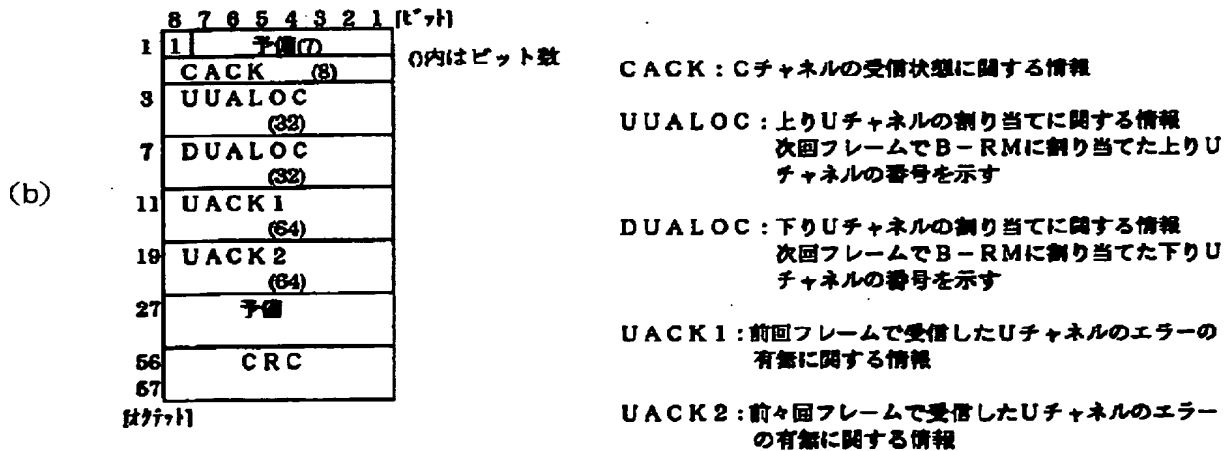 8 7 6 5 4 3 2 1 [ビット]
1 1 予備(7)
()内はビット数
CACK (8)
3 UUALOC
(32)
7 DUALOC
(32)
(b)
11 UACK1
(64)
19 UACK2
(64)
27 予備
56 CRC
57
[オクテット]
CACK:Cチャネルの受信状態に関する情報
UUALOC:上りUチャネルの割り当てに関する情報
次回フレームでB-RMに割り当てた上りU
チャネルの番号を示す
DUALOC:下りUチャネルの割り当てに関する情報
次回フレームでB-RMに割り当てた下りU
チャネルの番号を示す
UACK1:前回フレームで受信したUチャネルのエラーの
有無に関する情報
UACK2:前々回フレームで受信したUチャネルのエラー
の有無に関する情報